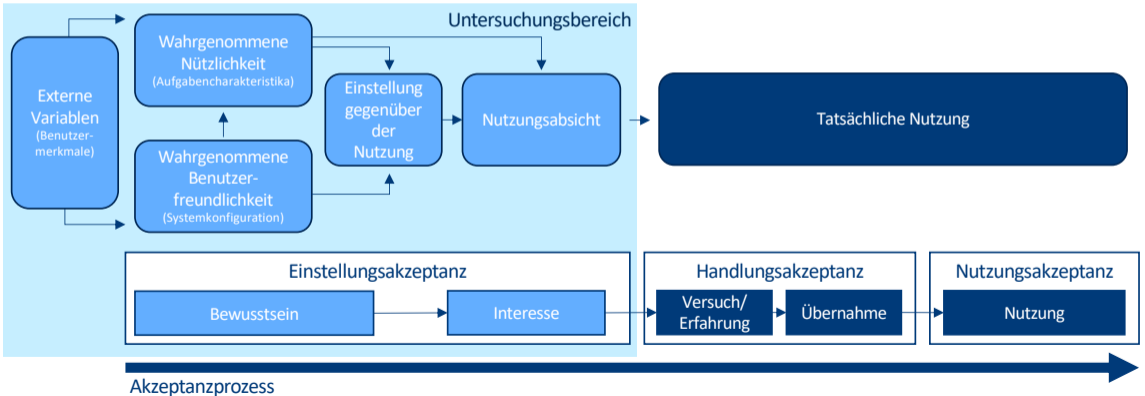 Untersuchungsbereich
Externe
Variablen
(Benutzer-
merkmale)
Wahrgenommene
Nützlichkeit
(Aufgabencharakteristika)
Wahrgenommene
Benutzer-
freundlichkeit
(Systemkonfiguration)
Einstellung
gegenüber
der
Nutzung
Nutzungsabsicht
Tatsächliche Nutzung
Einstellungsakzeptanz
Bewusstsein
Interesse
Handlungsakzeptanz
Versuch/
Erfahrung
Übernahme
Nutzungsakzeptanz
Nutzung
Akzeptanzprozess